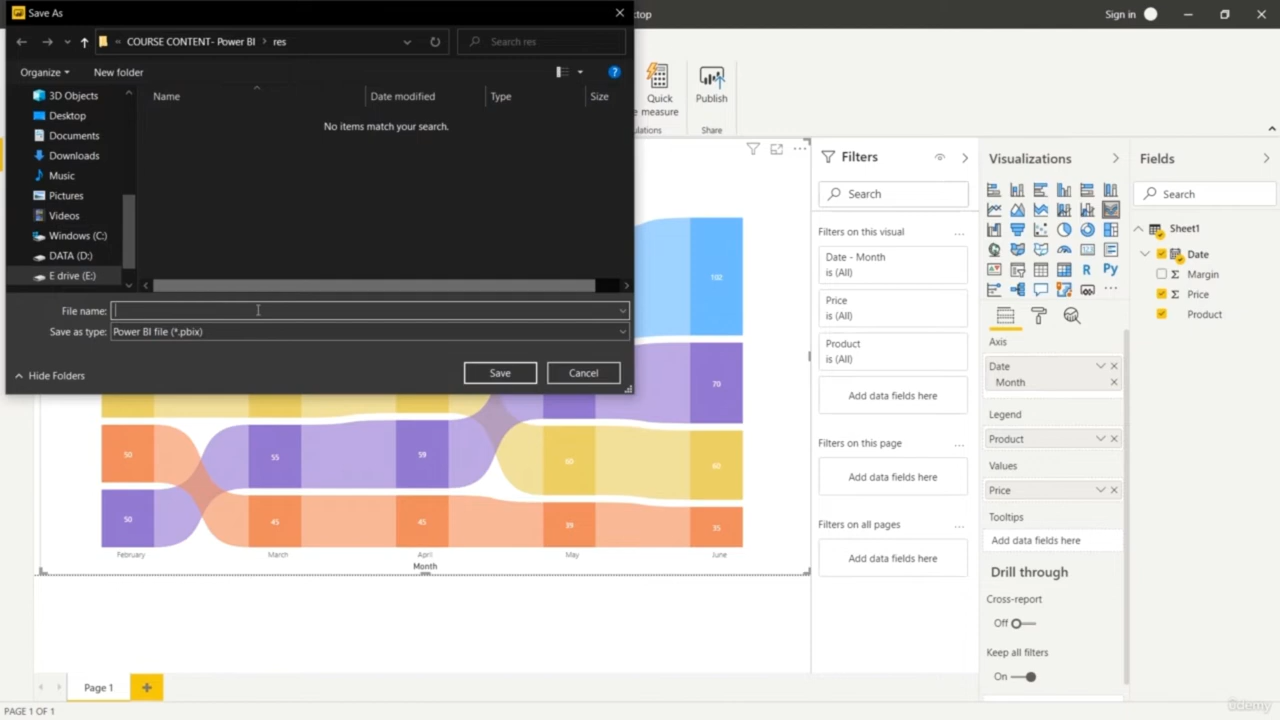 Save As
top
Sign in
COURSE CONTENT- Power BI
res
Search res
Organize
New folder
Name
Date modified
Type
Size
No items match your search.
3D Objects
Desktop
Documents
Downloads
Music
Pictures
Videos
Windows (C:)
DATA (D:)
E drive (E:)
File name:
Save as type:
Power BI file (*.pbix)
Hide Folders
Save
Cancel
Quick
e measure
ulations
Publish
Share
102
70
60
35
50
50
55
45
59
45
60
39
February
March
April
May
June
Month
Filters
Search
Filters on this visual
...
Date - Month
is (All)
Price
is (All)
Product
is (All)
Add data fields here
Filters on this page
...
Add data fields here
Filters on all pages
...
Add data fields here
Visualizations
R
Py
...
Axis
Date
Month
Legend
Product
Values
Price
Tooltips
Add data fields here
Drill through
Cross-report
Off
Keep all filters
On
Fields
Search
Sheet1
Date
Σ Margin
Σ Price
Product
Page 1
PAGE 1 OF 1
ûdemy